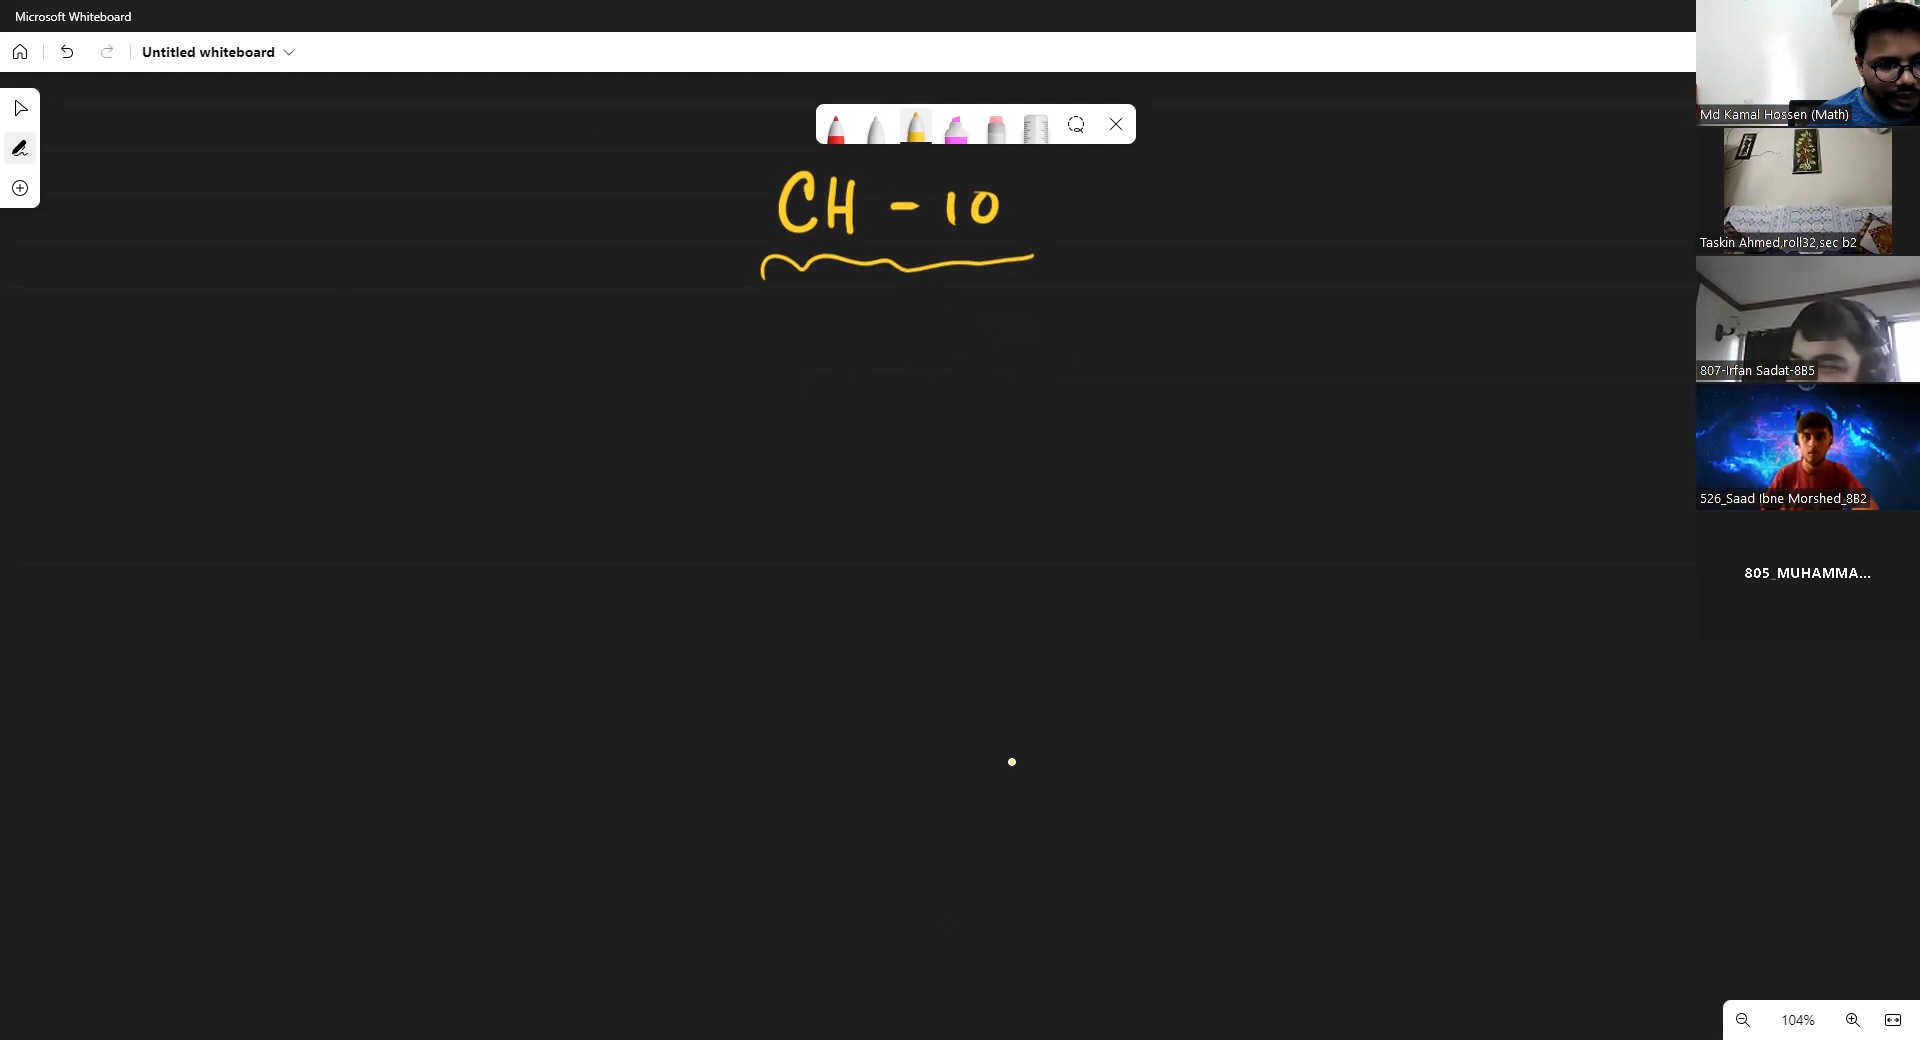 Microsoft Whiteboard
Untitled whiteboard
CH - 10
Md Kamal Hossen (Math)
Taskin Ahmed,roll32,sec b2
807-Irfan Sadat-8B5
526_Saad Ibne Morshed_8B2
805_MUHAMMA...
104%